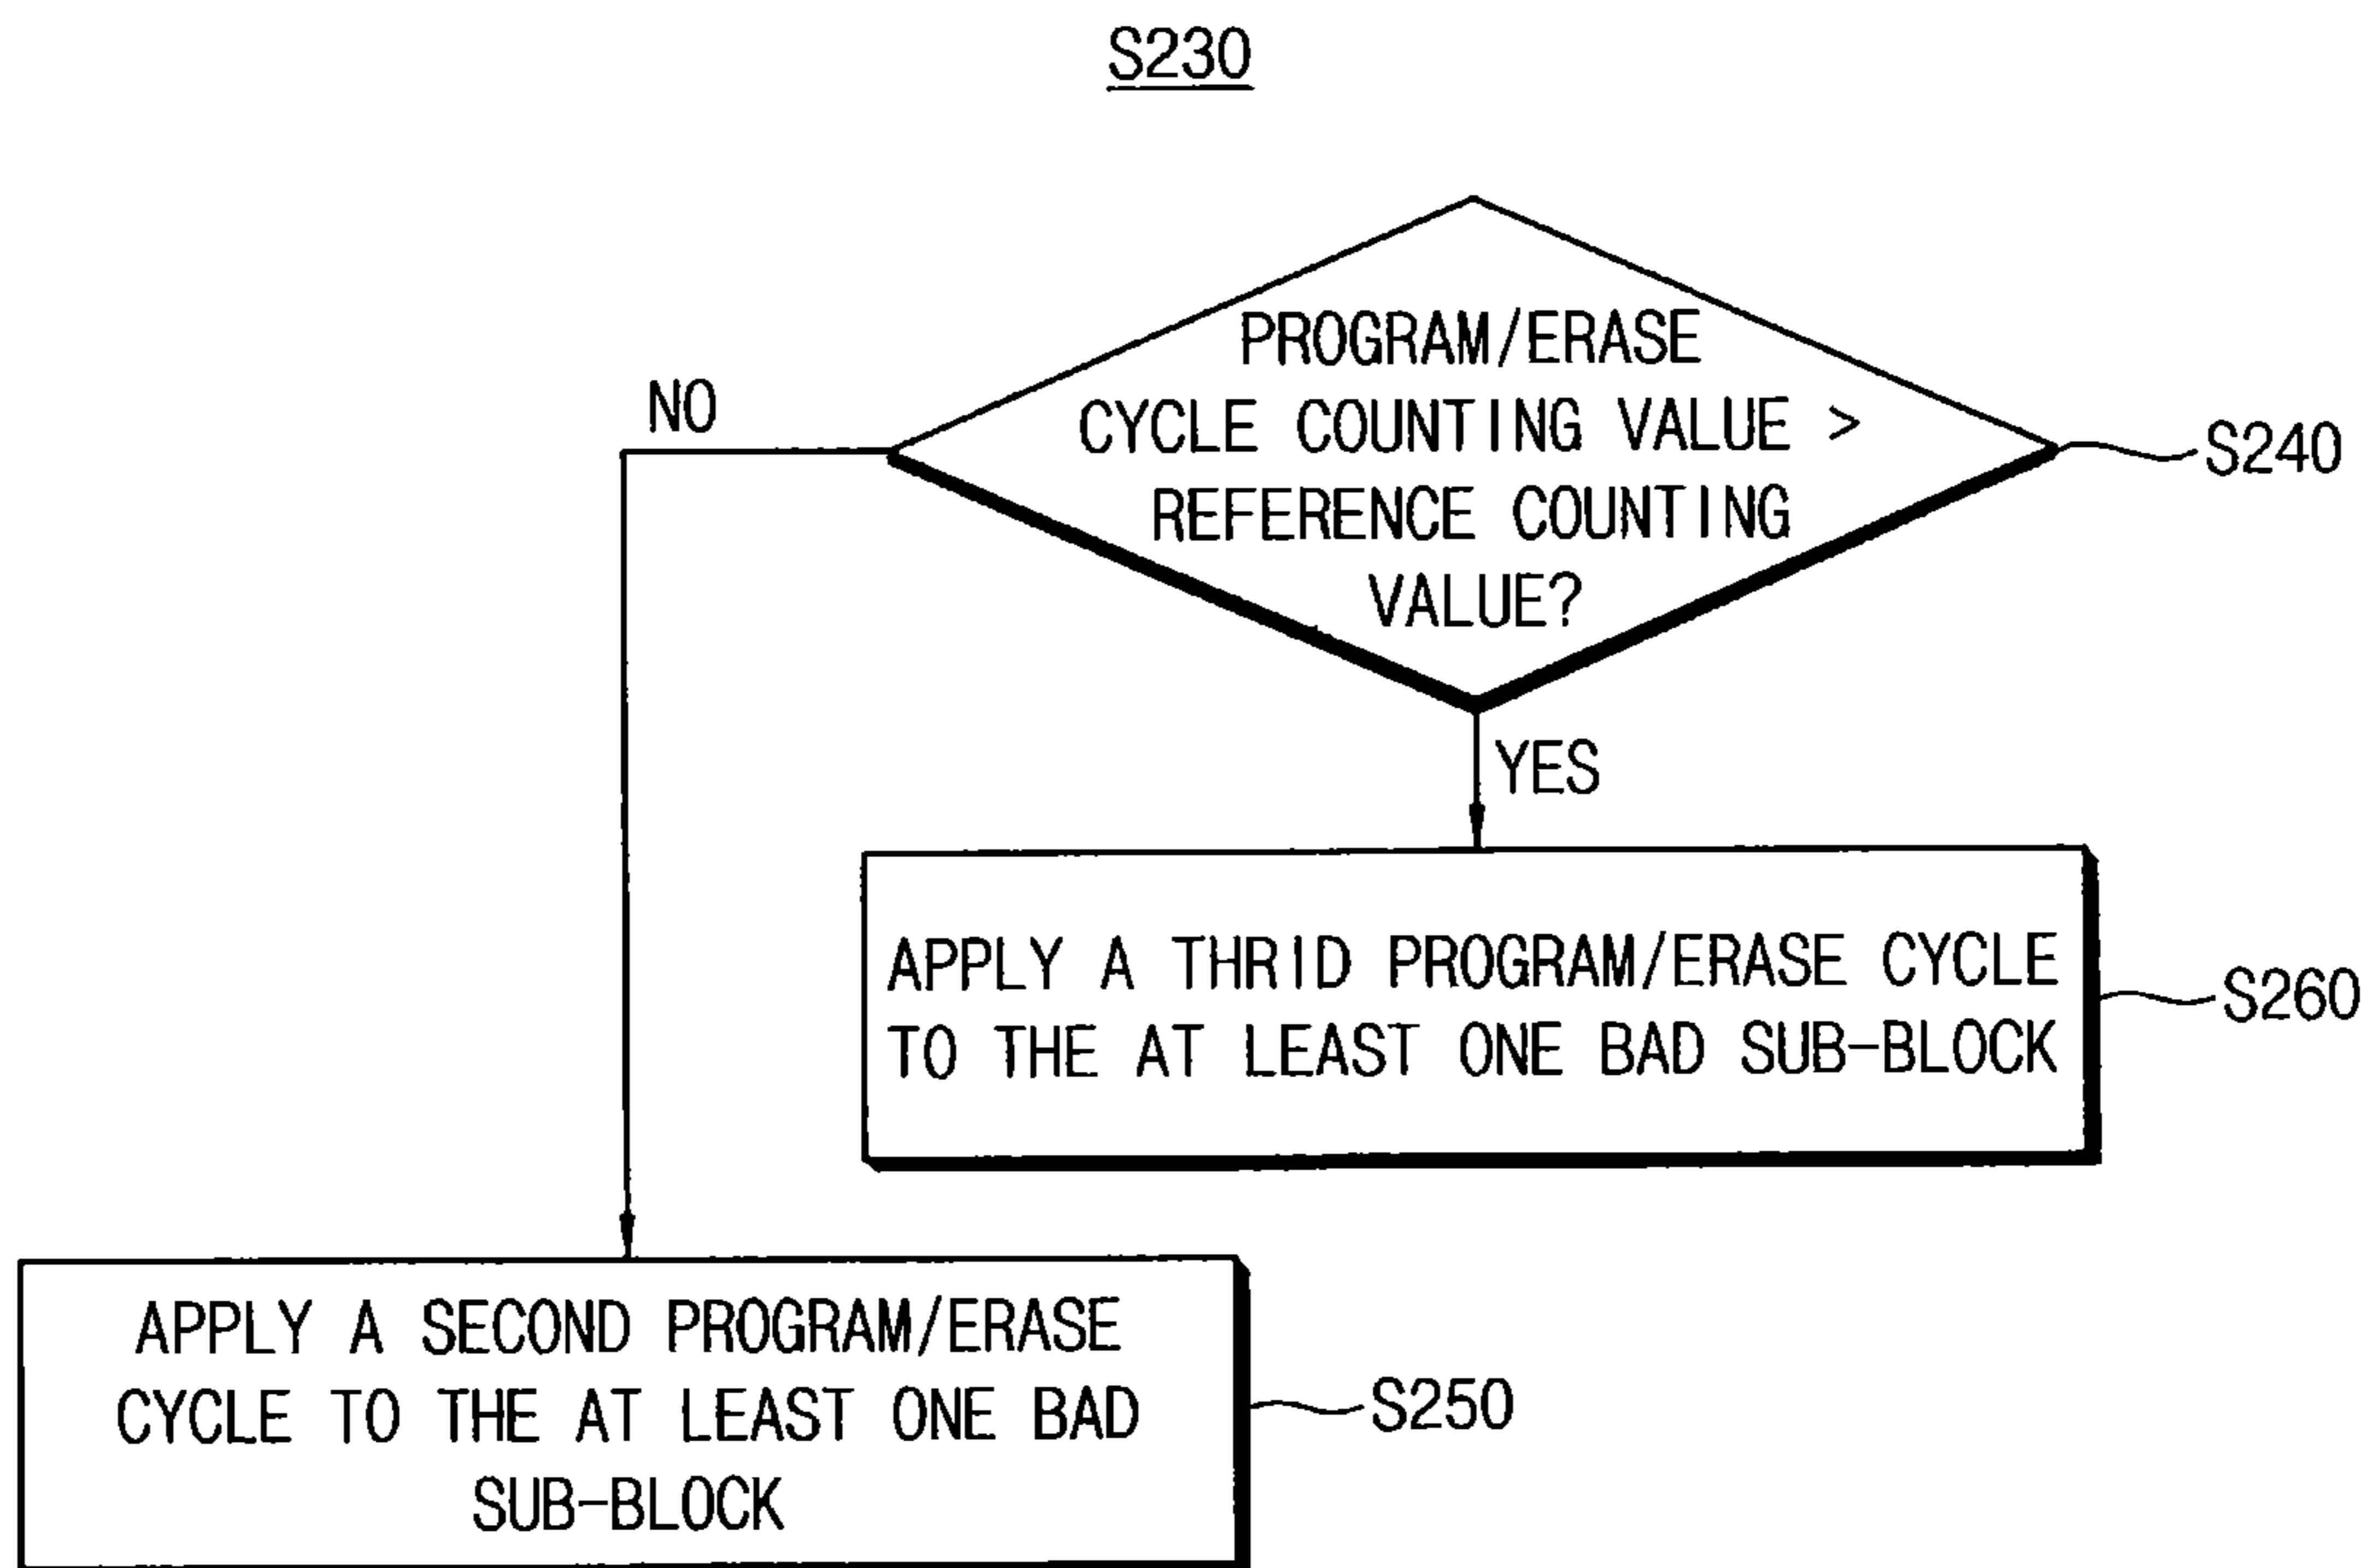 S230
PROGRAM/ERASE
CYCLE COUNTING VALUE >
REFERENCE COUNTING
VALUE?
S240
NO
YES
APPLY A THRID PROGRAM/ERASE CYCLE
TO THE AT LEAST ONE BAD SUB-BLOCK
S260
APPLY A SECOND PROGRAM/ERASE
CYCLE TO THE AT LEAST ONE BAD
SUB-BLOCK
S250